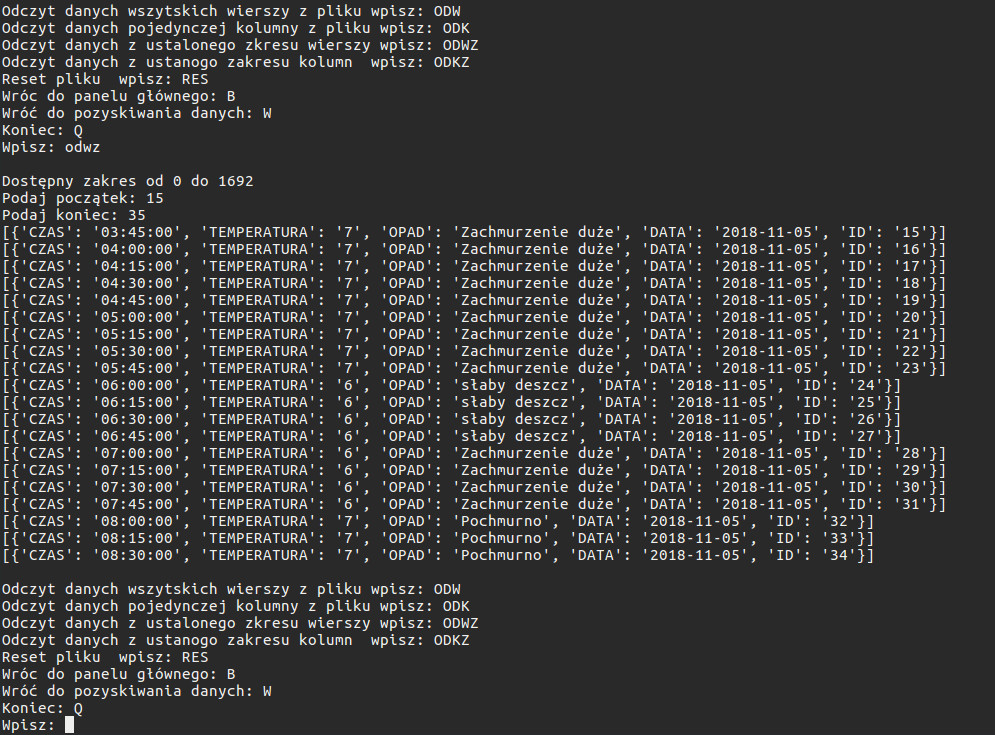 Odczyt danych wszytskich wierszy z pliku wpisz: ODW
Odczyt danych pojedynczej kolumny z pliku wpisz: ODK
Odczyt danych z ustalonego zkresu wierszy wpisz: ODWZ
Odczyt danych z ustanogo zakresu kolumn  wpisz: ODKZ
Reset pliku  wpisz: RES
Wróc do panelu głównego: B
Wróć do pozyskiwania danych: W
Koniec: Q
Wpisz: odwz
Dostępny zakres od 0 do 1692
Podaj początek: 15
Podaj koniec: 35
[{'CZAS': '03:45:00', 'TEMPERATURA': '7', 'OPAD': 'Zachmurzenie duże', 'DATA': '2018-11-05', 'ID': '15'}]
[{'CZAS': '04:00:00', 'TEMPERATURA': '7', 'OPAD': 'Zachmurzenie duże', 'DATA': '2018-11-05', 'ID': '16'}]
[{'CZAS': '04:15:00', 'TEMPERATURA': '7', 'OPAD': 'Zachmurzenie duże', 'DATA': '2018-11-05', 'ID': '17'}]
[{'CZAS': '04:30:00', 'TEMPERATURA': '7', 'OPAD': 'Zachmurzenie duże', 'DATA': '2018-11-05', 'ID': '18'}]
[{'CZAS': '04:45:00', 'TEMPERATURA': '7', 'OPAD': 'Zachmurzenie duże', 'DATA': '2018-11-05', 'ID': '19'}]
[{'CZAS': '05:00:00', 'TEMPERATURA': '7', 'OPAD': 'Zachmurzenie duże', 'DATA': '2018-11-05', 'ID': '20'}]
[{'CZAS': '05:15:00', 'TEMPERATURA': '7', 'OPAD': 'Zachmurzenie duże', 'DATA': '2018-11-05', 'ID': '21'}]
[{'CZAS': '05:30:00', 'TEMPERATURA': '7', 'OPAD': 'Zachmurzenie duże', 'DATA': '2018-11-05', 'ID': '22'}]
[{'CZAS': '05:45:00', 'TEMPERATURA': '7', 'OPAD': 'Zachmurzenie duże', 'DATA': '2018-11-05', 'ID': '23'}]
[{'CZAS': '06:00:00', 'TEMPERATURA': '6', 'OPAD': 'słaby deszcz', 'DATA': '2018-11-05', 'ID': '24'}]
[{'CZAS': '06:15:00', 'TEMPERATURA': '6', 'OPAD': 'słaby deszcz', 'DATA': '2018-11-05', 'ID': '25'}]
[{'CZAS': '06:30:00', 'TEMPERATURA': '6', 'OPAD': 'słaby deszcz', 'DATA': '2018-11-05', 'ID': '26'}]
[{'CZAS': '06:45:00', 'TEMPERATURA': '6', 'OPAD': 'słaby deszcz', 'DATA': '2018-11-05', 'ID': '27'}]
[{'CZAS': '07:00:00', 'TEMPERATURA': '6', 'OPAD': 'Zachmurzenie duże', 'DATA': '2018-11-05', 'ID': '28'}]
[{'CZAS': '07:15:00', 'TEMPERATURA': '6', 'OPAD': 'Zachmurzenie duże', 'DATA': '2018-11-05', 'ID': '29'}]
[{'CZAS': '07:30:00', 'TEMPERATURA': '6', 'OPAD': 'Zachmurzenie duże', 'DATA': '2018-11-05', 'ID': '30'}]
[{'CZAS': '07:45:00', 'TEMPERATURA': '6', 'OPAD': 'Zachmurzenie duże', 'DATA': '2018-11-05', 'ID': '31'}]
[{'CZAS': '08:00:00', 'TEMPERATURA': '7', 'OPAD': 'Pochmurno', 'DATA': '2018-11-05', 'ID': '32'}]
[{'CZAS': '08:15:00', 'TEMPERATURA': '7', 'OPAD': 'Pochmurno', 'DATA': '2018-11-05', 'ID': '33'}]
[{'CZAS': '08:30:00', 'TEMPERATURA': '7', 'OPAD': 'Pochmurno', 'DATA': '2018-11-05', 'ID': '34'}]
Odczyt danych wszytskich wierszy z pliku wpisz: ODW
Odczyt danych pojedynczej kolumny z pliku wpisz: ODK
Odczyt danych z ustalonego zkresu wierszy wpisz: ODWZ
Odczyt danych z ustanogo zakresu kolumn  wpisz: ODKZ
Reset pliku  wpisz: RES
Wróc do panelu głównego: B
Wróć do pozyskiwania danych: W
Koniec: Q
Wpisz: